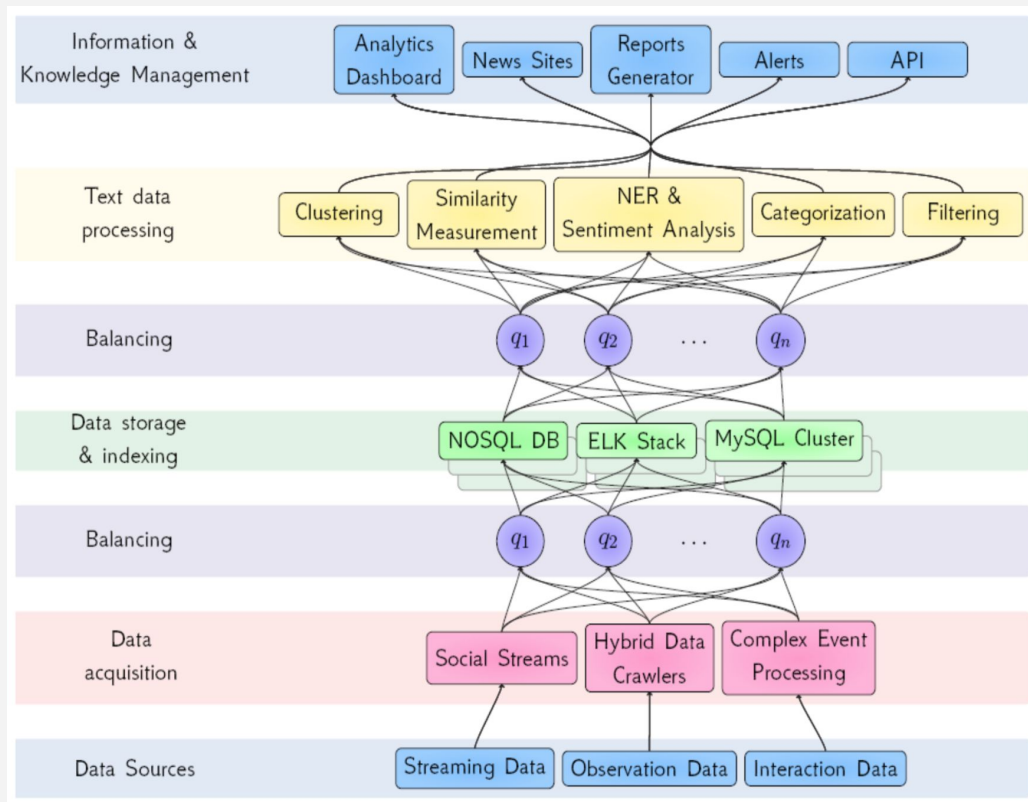 Information &
Knowledge Management
Analytics
Dashboard
News Sites
Reports
Generator
Alerts
API
Text data
processing
Clustering
Similarity
Measurement
NER &
Sentiment Analysis
Categorization
Filtering
Balancing
q1
q2
...
qn
Data storage
& indexing
NOSQL DB
ELK Stack
MySQL Cluster
Balancing
q1
q2
...
qn
Data
acquisition
Social Streams
Hybrid Data
Crawlers
Complex Event
Processing
Data Sources
Streaming Data
Observation Data
Interaction Data